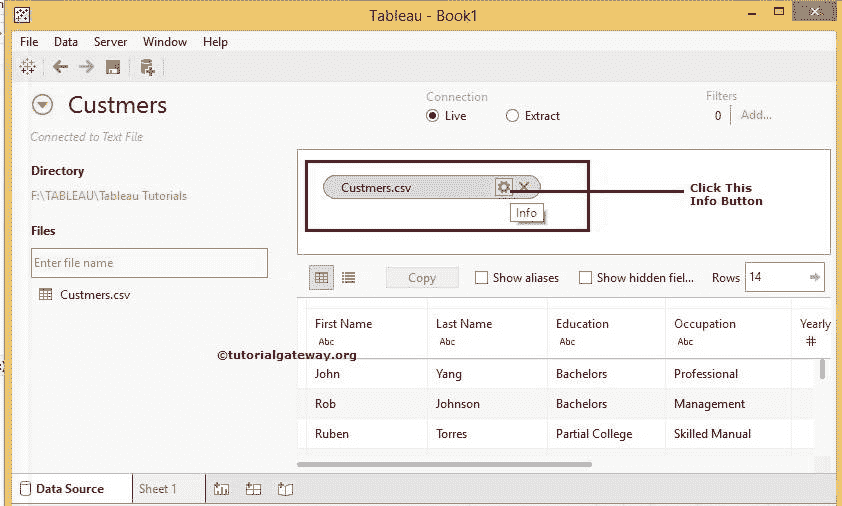 Tableau - Book1
File Data Server Window Help
Custmers
Connected to Text File
Connection
Live Extract
Filters
0 Add...
Directory
F:\TABLEAU\Tableau Tutorials
Files
Enter file name
Custmers.csv
Custmers.csv
Info
Click This
Info Button
Copy Show aliases Show hidden fiel... Rows 14
First Name Last Name Education Occupation Yearly
Abc Abc Abc Abc #
©tutorialgateway.org
John Yang Bachelors Professional
Rob Johnson Bachelors Management
Ruben Torres Partial College Skilled Manual
Data Source Sheet 1